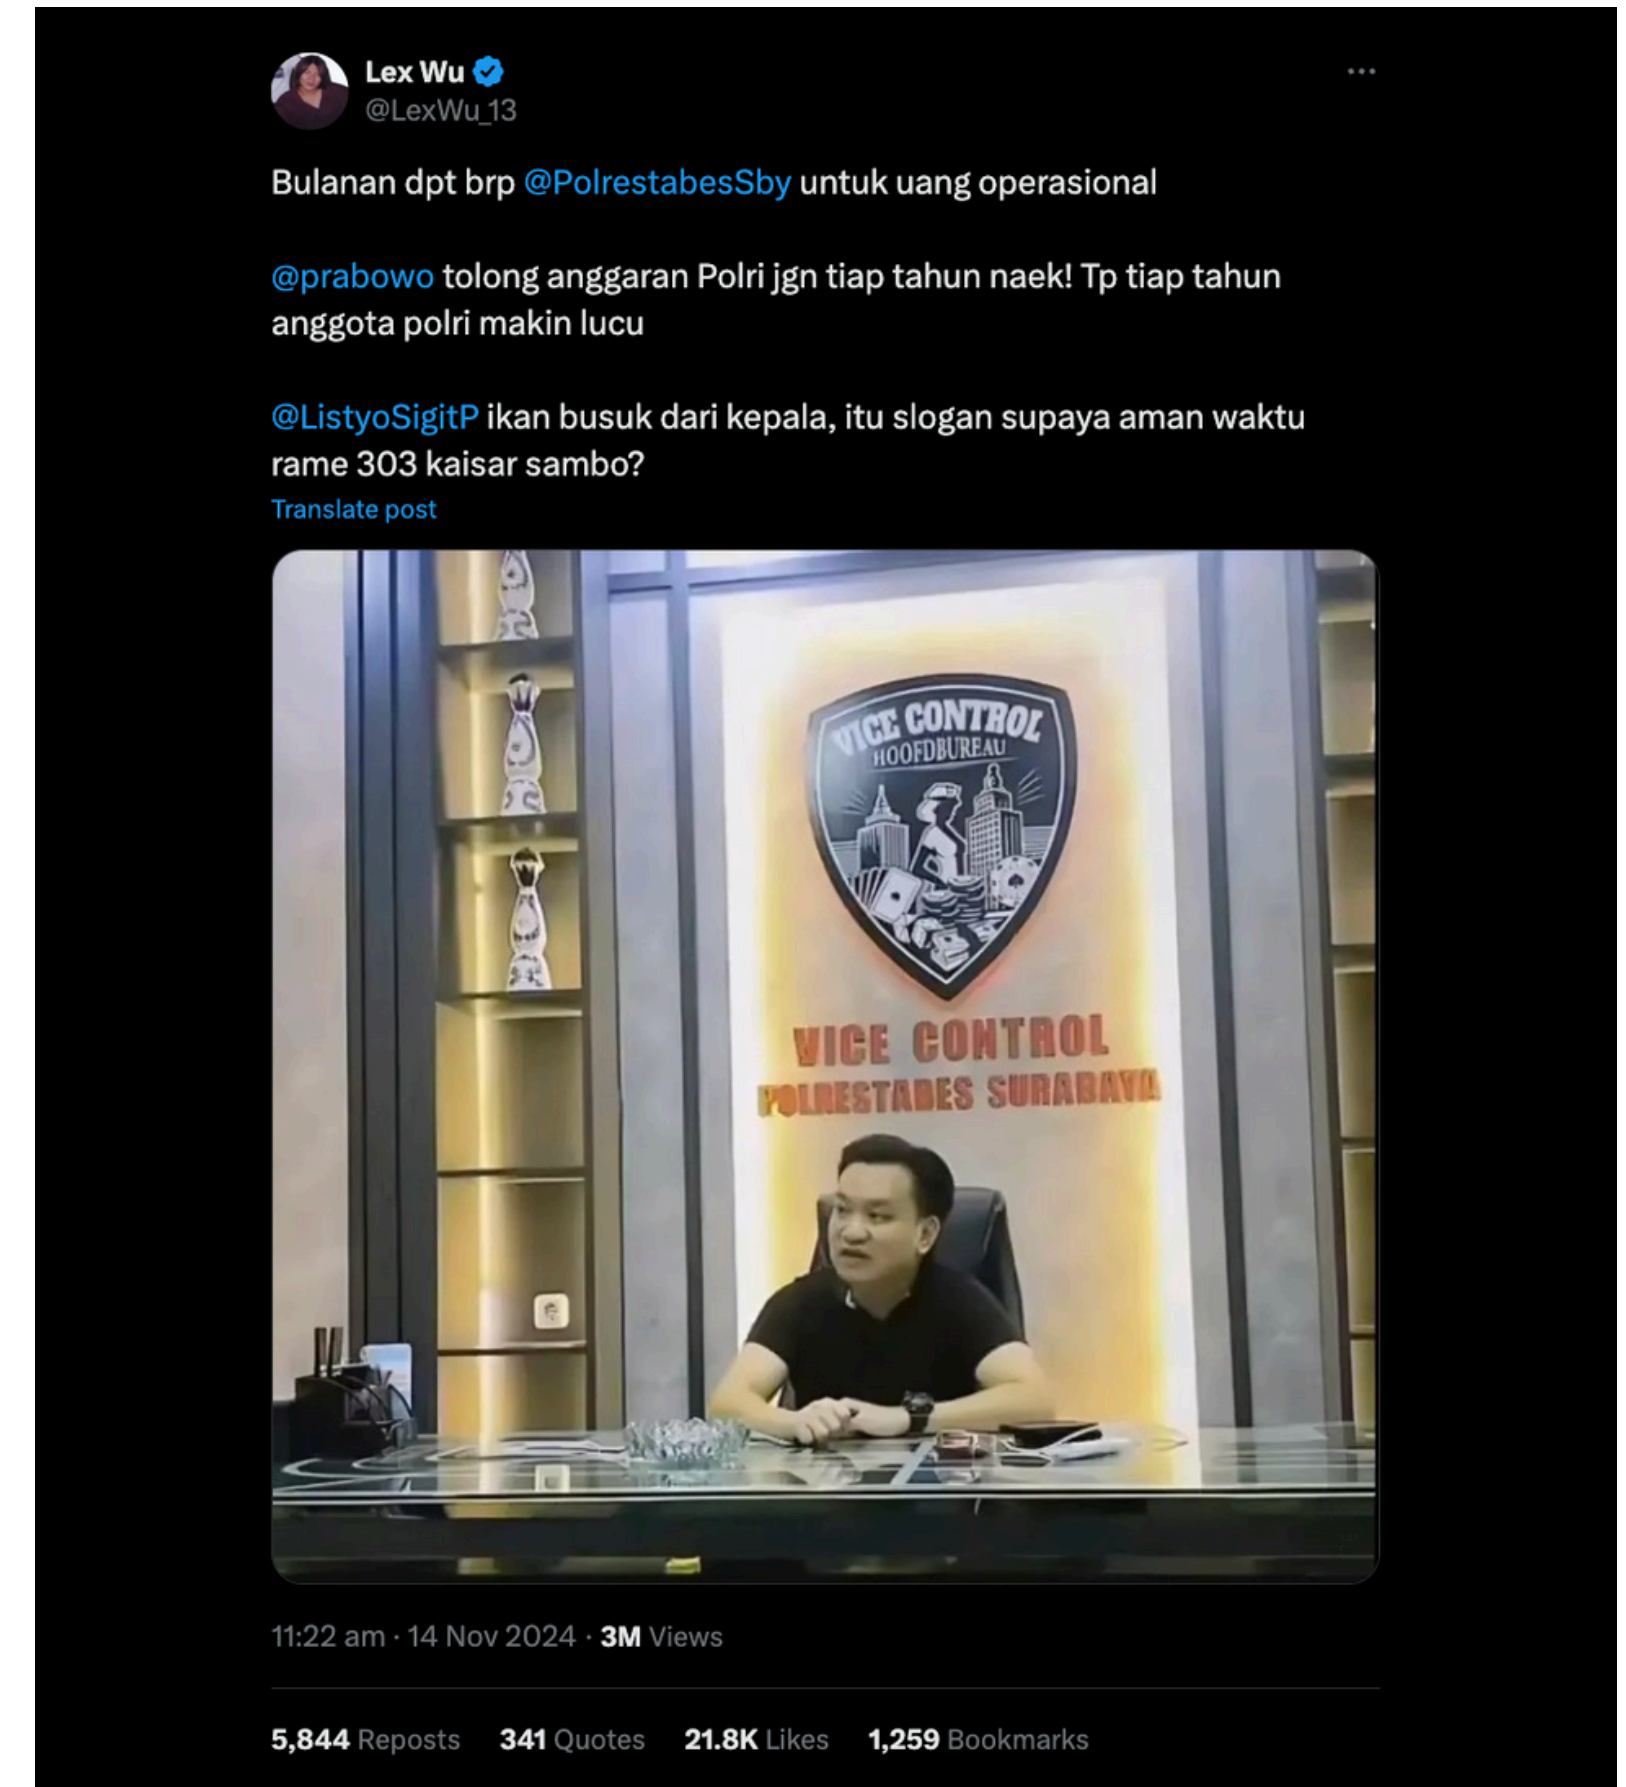 Lex Wu
@LexWu_13
Bulanan dpt brp @PolrestabesSby untuk uang operasional
@prabowo tolong anggaran Polri jgn tiap tahun naek! Tp tiap tahun
anggota polri makin lucu
@ListyoSigitP ikan busuk dari kepala, itu slogan supaya aman waktu
rame 303 kaisar sambo?
Translate post
VICE CONTROL
HOOFDBUREAU
VICE CONTROL
POLRESTABES SURABAYA
11:22 am · 14 Nov 2024 · 3M Views
5,844 Reposts 341 Quotes 21.8K Likes 1,259 Bookmarks